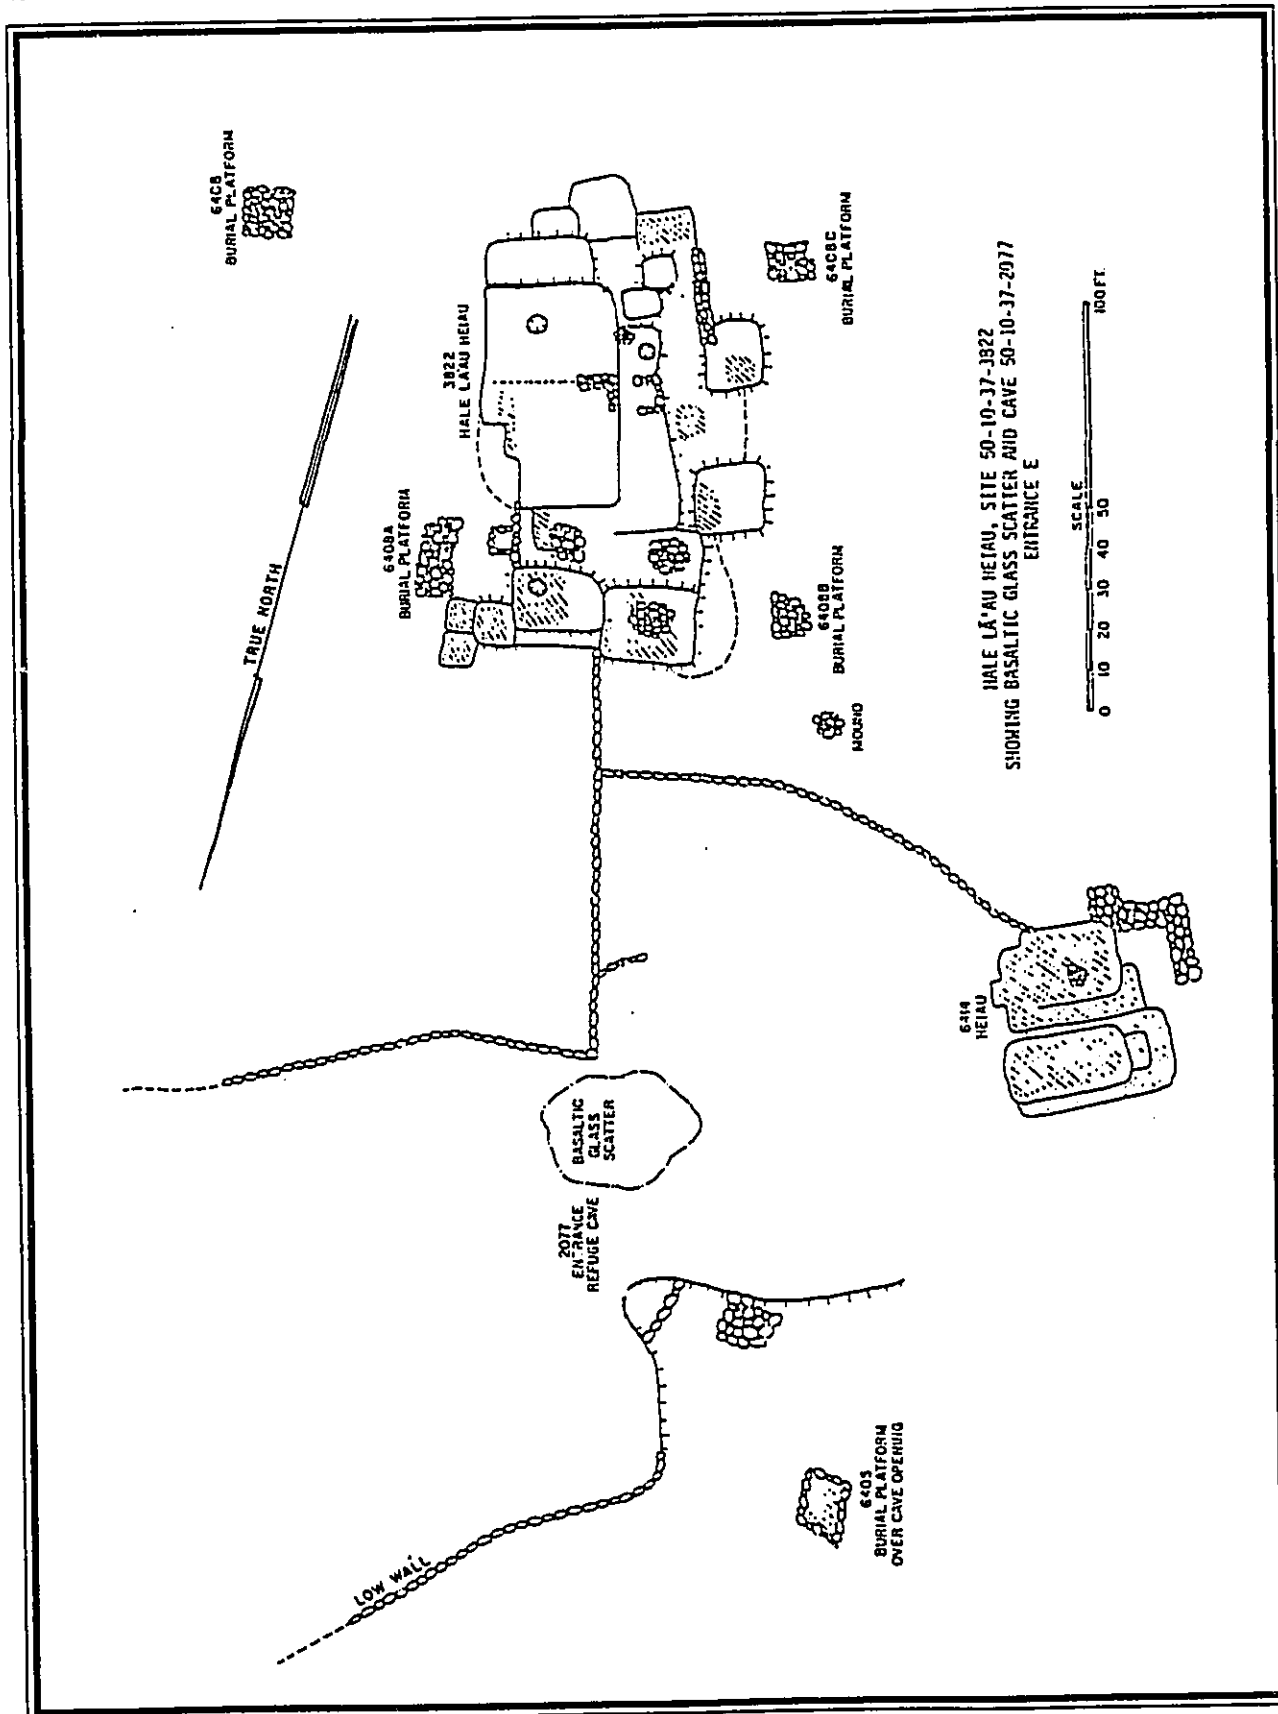 6408
BURIAL PLATFORM
TRUE NORTH
3822
HALE LA'AU HEIAU
6408A
BURIAL PLATFORM
6408C
BURIAL PLATFORM
6408B
BURIAL PLATFORM
MOUND
6414
HEIAU
BASALTIC
GLASS
SCATTER
2077
ENTRANCE
REFUGE CAVE
LOW WALL
6405
BURIAL PLATFORM
OVER CAVE OPENING
HALE LĀ'AU HEIAU, SITE 50-10-37-3822
SHOWING BASALTIC GLASS SCATTER AND CAVE 50-10-37-2077
ENTRANCE E
SCALE
0 10 20 30 40 50 100 FT.